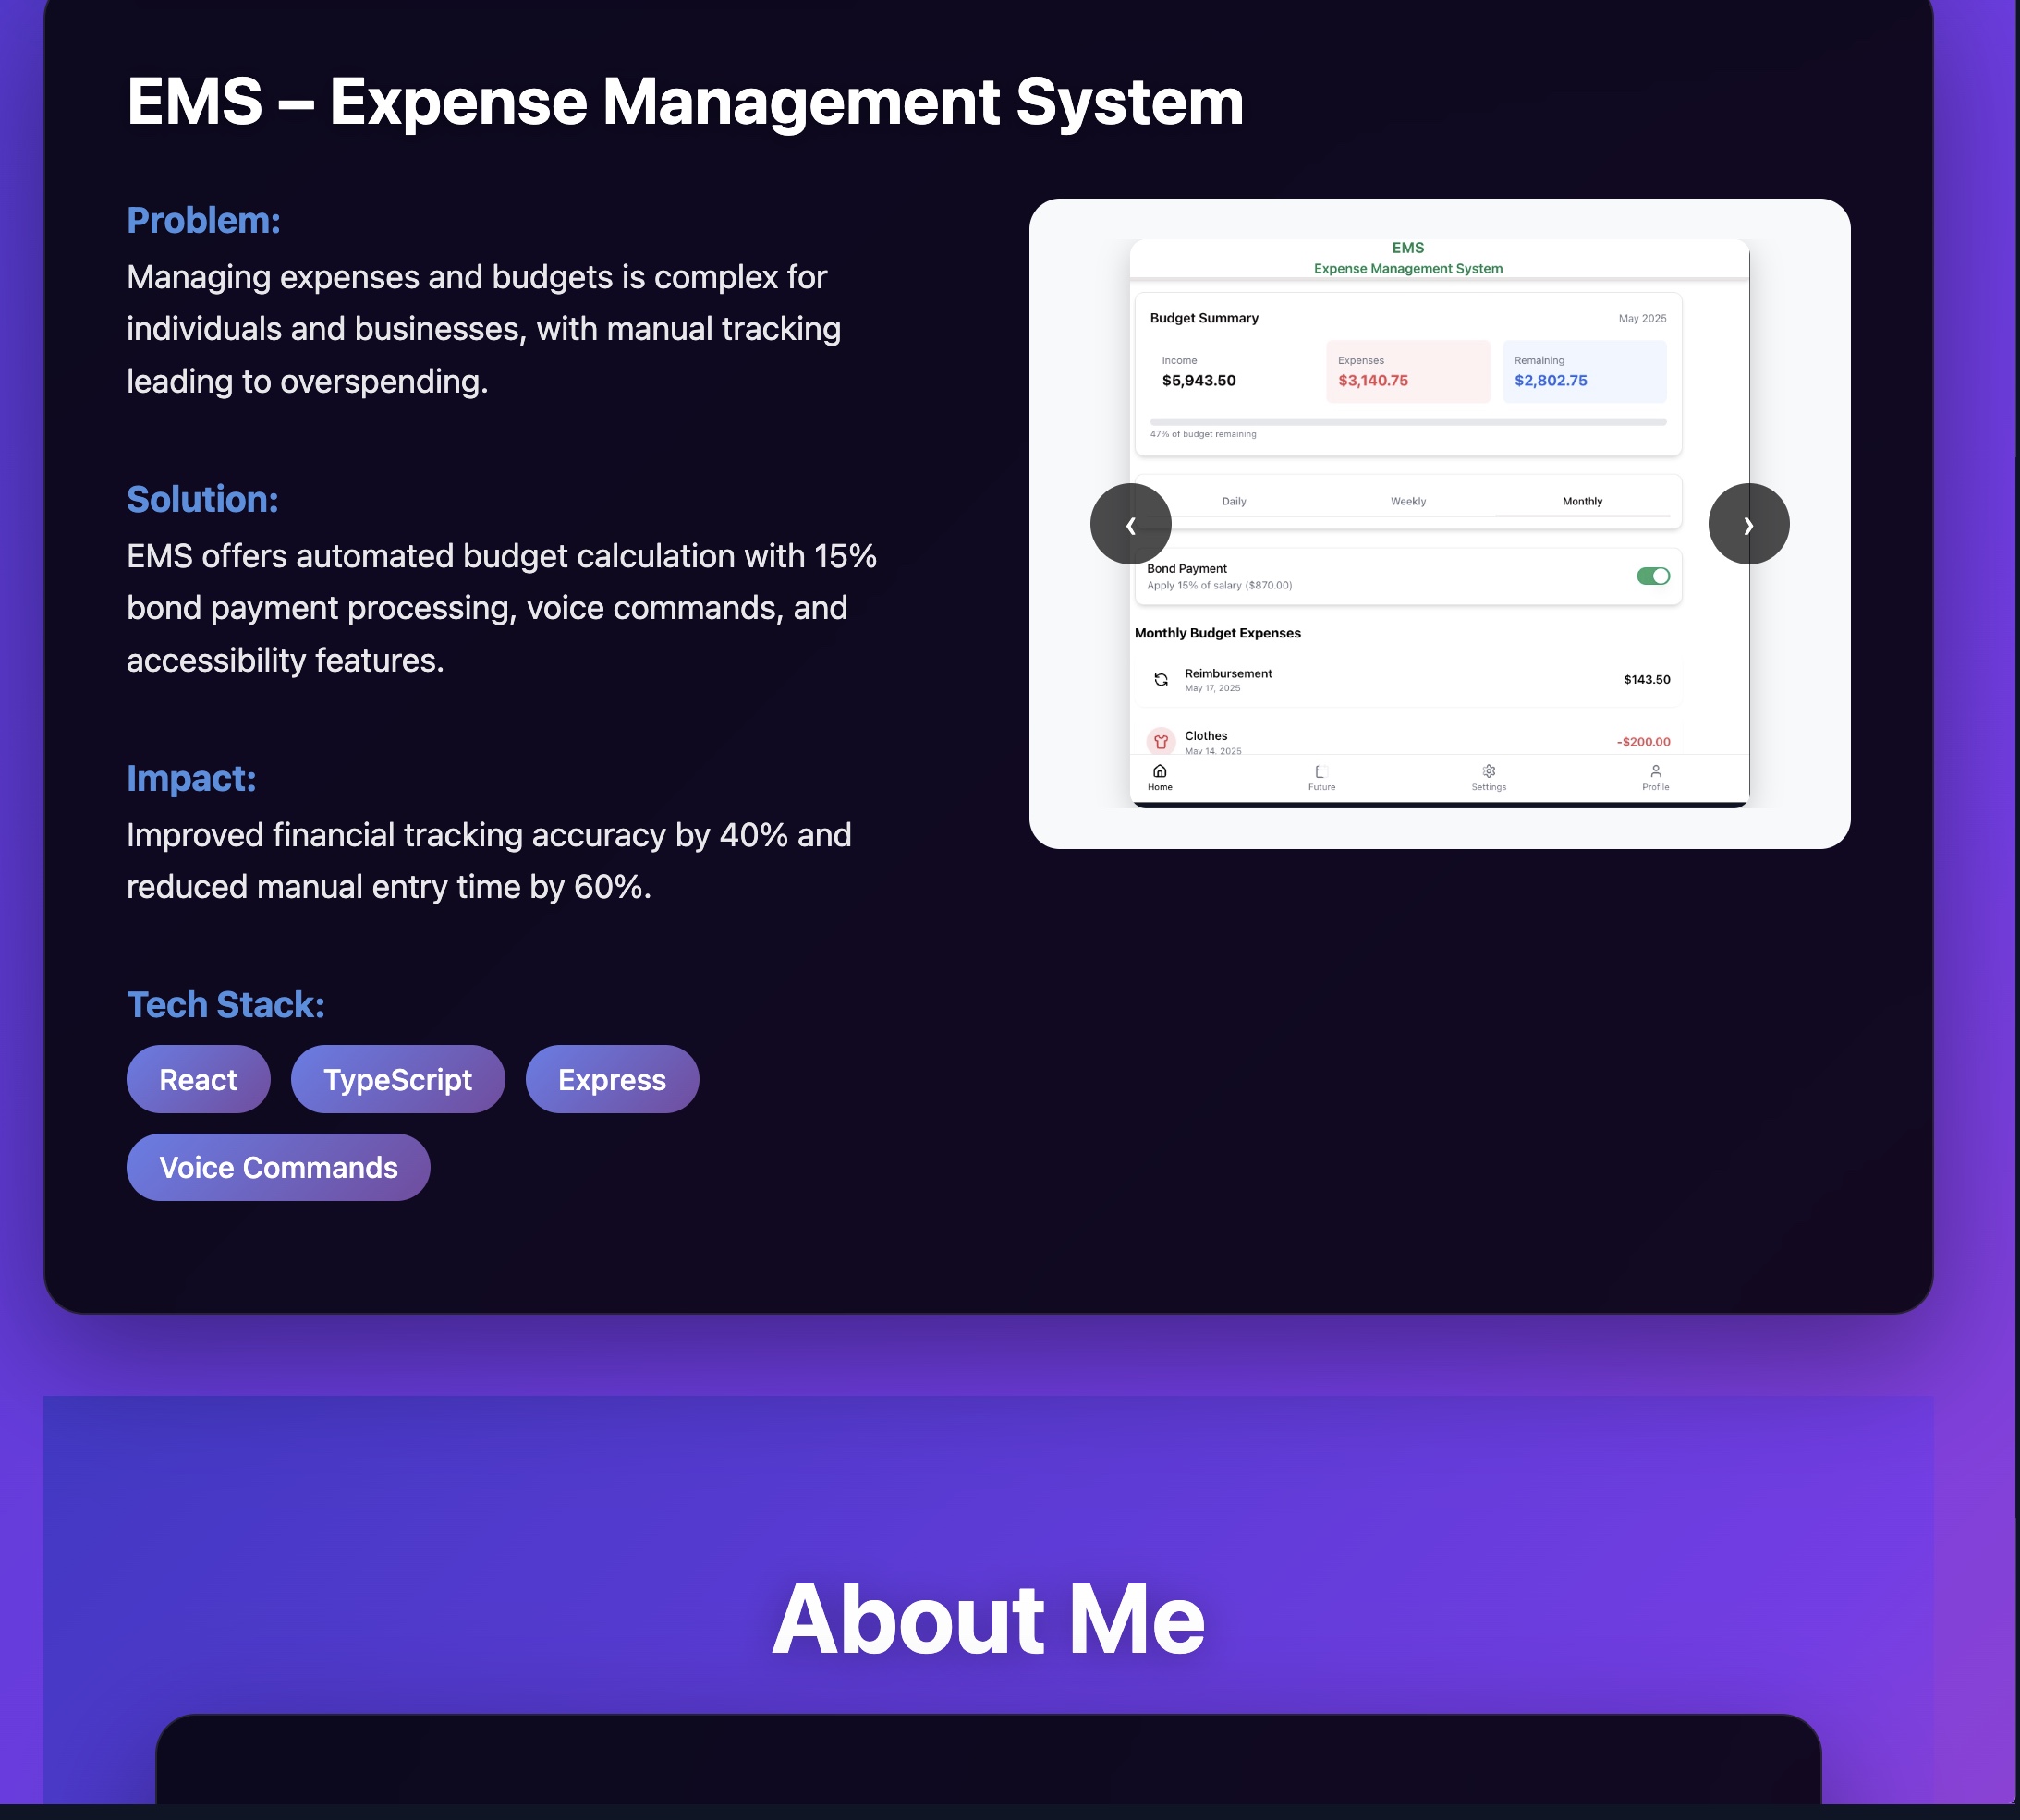 EMS – Expense Management System
Problem:
Managing expenses and budgets is complex for
individuals and businesses, with manual tracking
leading to overspending.
Solution:
EMS offers automated budget calculation with 15%
bond payment processing, voice commands, and
accessibility features.
Impact:
Improved financial tracking accuracy by 40% and
reduced manual entry time by 60%.
Tech Stack:
React TypeScript Express
Voice Commands
EMS
Expense Management System
Budget Summary May 2025
Income Expenses Remaining
$5,943.50 $3,140.75 $2,802.75
47% of budget remaining
Daily Weekly Monthly
Bond Payment
Apply 15% of salary ($870.00)
Monthly Budget Expenses
Reimbursement $143.50
May 17, 2025
Clothes -$200.00
May 14, 2025
Home Future Settings Profile
About Me